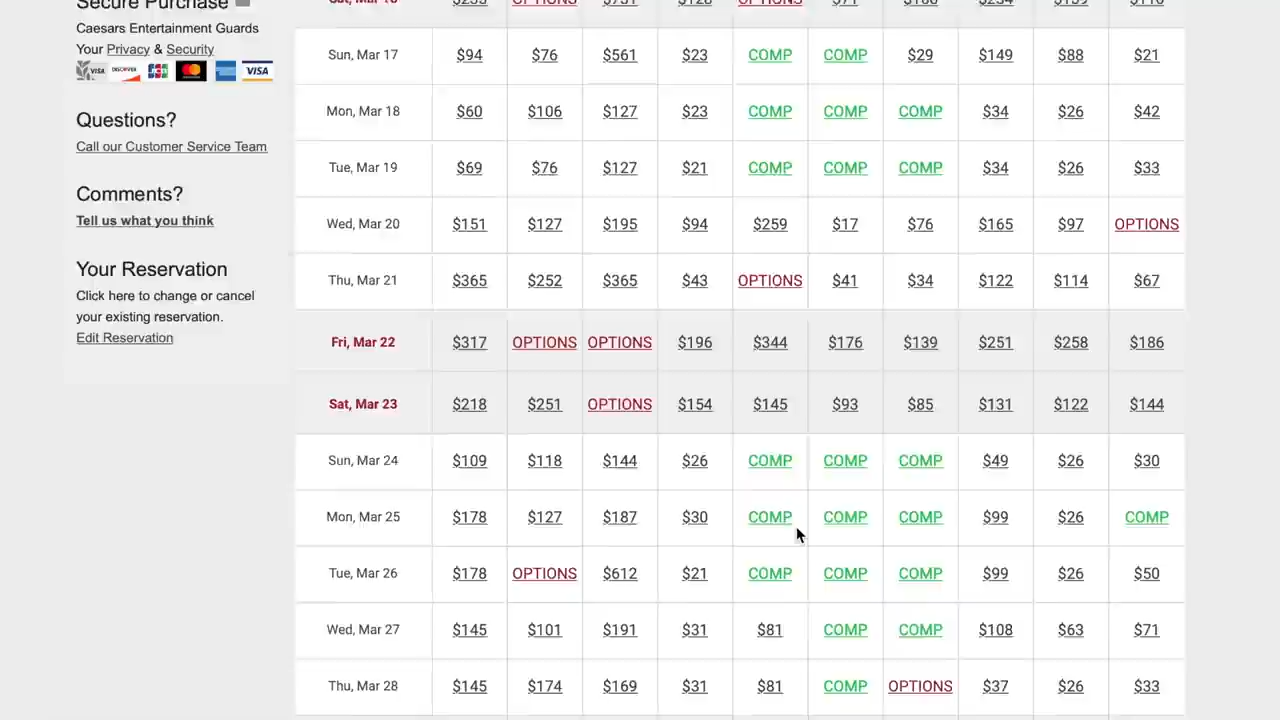 Secure Purchase
Caesars Entertainment Guards
Your Privacy & Security
VISA DISCOVER JCB VISA
Questions?
Call our Customer Service Team
Comments?
Tell us what you think
Your Reservation
Click here to change or cancel
your existing reservation.
Edit Reservation
Sun, Mar 17 $94 $76 $561 $23 COMP COMP $29 $149 $88 $21
Mon, Mar 18 $60 $106 $127 $23 COMP COMP COMP $34 $26 $42
Tue, Mar 19 $69 $76 $127 $21 COMP COMP COMP $34 $26 $33
Wed, Mar 20 $151 $127 $195 $94 $259 $17 $76 $165 $97 OPTIONS
Thu, Mar 21 $365 $252 $365 $43 OPTIONS $41 $34 $122 $114 $67
Fri, Mar 22 $317 OPTIONS OPTIONS $196 $344 $176 $139 $251 $258 $186
Sat, Mar 23 $218 $251 OPTIONS $154 $145 $93 $85 $131 $122 $144
Sun, Mar 24 $109 $118 $144 $26 COMP COMP COMP $49 $26 $30
Mon, Mar 25 $178 $127 $187 $30 COMP COMP COMP $99 $26 COMP
Tue, Mar 26 $178 OPTIONS $612 $21 COMP COMP COMP $99 $26 $50
Wed, Mar 27 $145 $101 $191 $31 $81 COMP COMP $108 $63 $71
Thu, Mar 28 $145 $174 $169 $31 $81 COMP OPTIONS $37 $26 $33